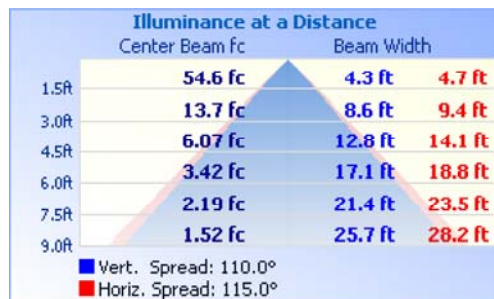 Illuminance at a Distance
Center Beam fc Beam Width
1.5ft 54.6 fc 4.3 ft 4.7 ft
3.0ft 13.7 fc 8.6 ft 9.4 ft
4.5ft 6.07 fc 12.8 ft 14.1 ft
6.0ft 3.42 fc 17.1 ft 18.8 ft
7.5ft 2.19 fc 21.4 ft 23.5 ft
9.0ft 1.52 fc 25.7 ft 28.2 ft
Vert. Spread: 110.0°
Horiz. Spread: 115.0°